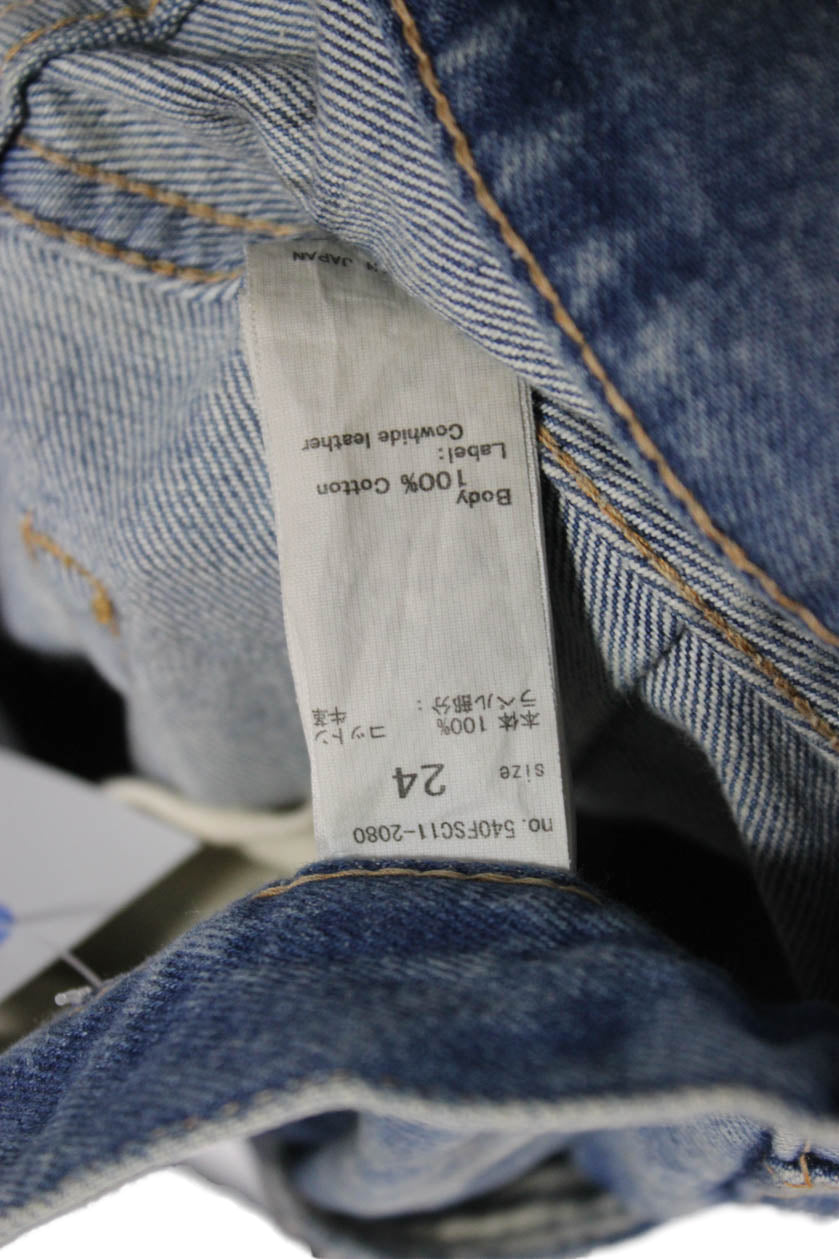 no. 540FSC11-2080
size 24
本体 100% コットン
ラベル部分: 牛革
Body
100% Cotton
Label:
Cowhide leather
JAPAN